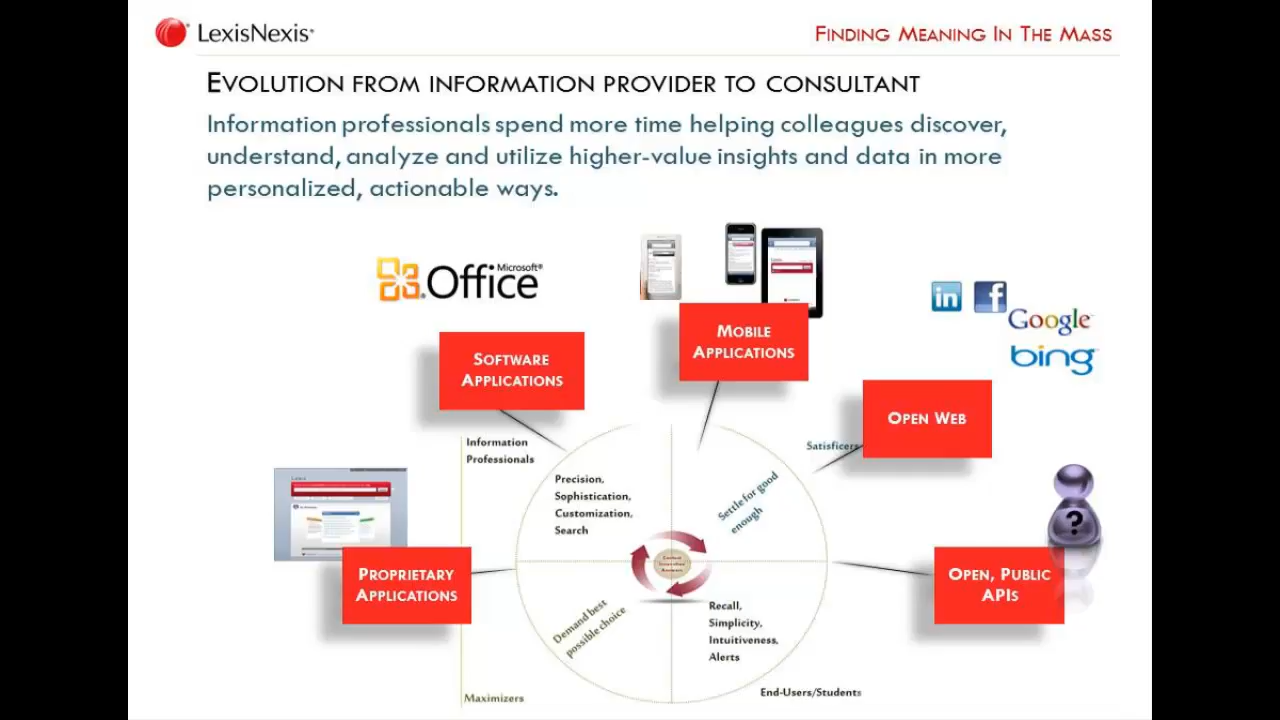 LexisNexis®
FINDING MEANING IN THE MASS
EVOLUTION FROM INFORMATION PROVIDER TO CONSULTANT
Information professionals spend more time helping colleagues discover,
understand, analyze and utilize higher-value insights and data in more
personalized, actionable ways.
Microsoft®
Office
in
f
Google™
bing™
MOBILE
APPLICATIONS
SOFTWARE
APPLICATIONS
OPEN WEB
Information
Professionals
Satisficers
Precision,
Sophistication,
Customization,
Search
Settle for good
enough
?
PROPRIETARY
APPLICATIONS
OPEN, PUBLIC
APIS
Demand best
possible choice
Recall,
Simplicity,
Intuitiveness,
Alerts
Maximizers
End-Users/Students